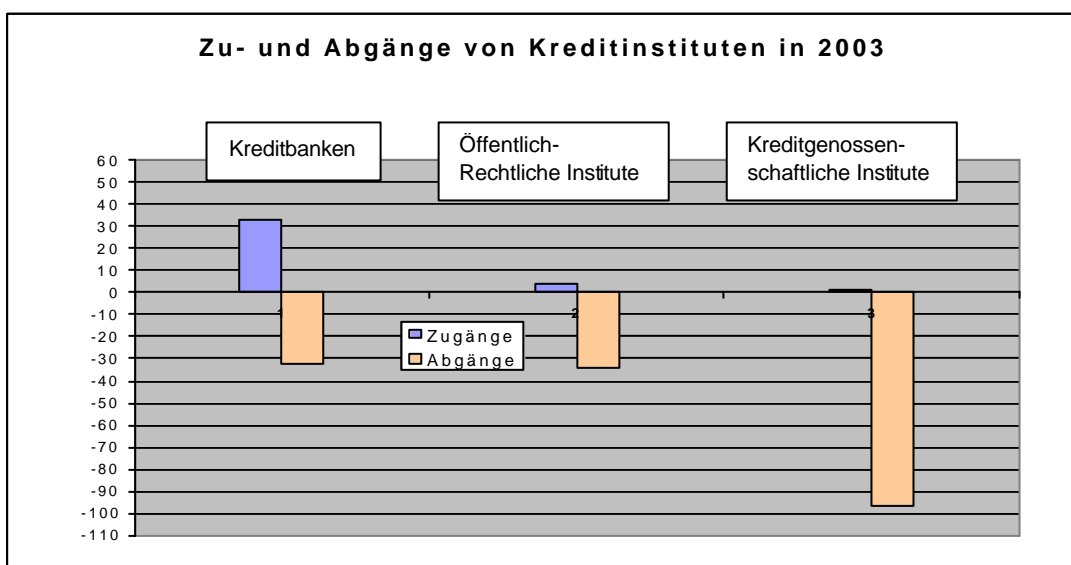 Zu- und Abgänge von Kreditinstituten in 2003
Kreditbanken
Öffentlich-
Rechtliche Institute
Kreditgenossen-
schaftliche Institute
60
50
40
30
20
10
0
-10
-20
-30
-40
-50
-60
-70
-80
-90
-100
-110
1
2
3
Zugänge
Abgänge